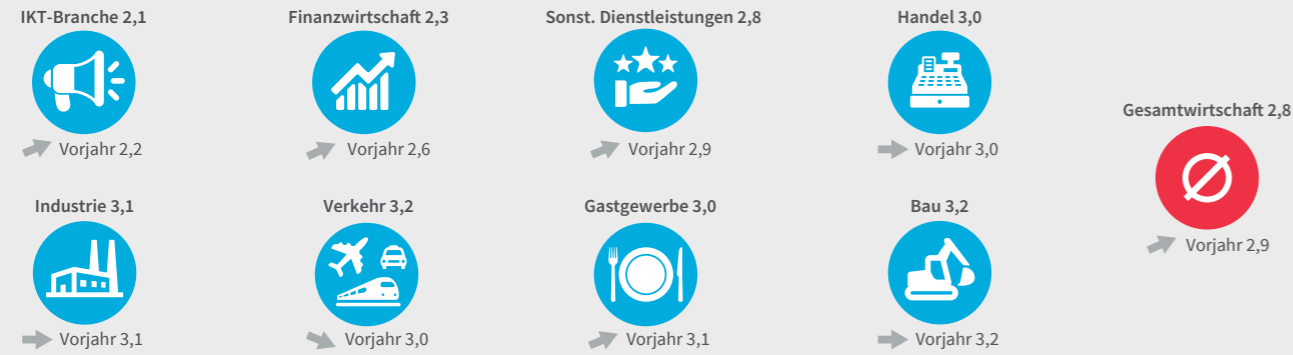 IKT-Branche 2,1
Finanzwirtschaft 2,3
Sonst. Dienstleistungen 2,8
Handel 3,0
Vorjahr 2,2
Vorjahr 2,6
Vorjahr 2,9
Vorjahr 3,0
Gesamtwirtschaft 2,8
Vorjahr 2,9
Industrie 3,1
Verkehr 3,2
Gastgewerbe 3,0
Bau 3,2
Vorjahr 3,1
Vorjahr 3,0
Vorjahr 3,1
Vorjahr 3,2